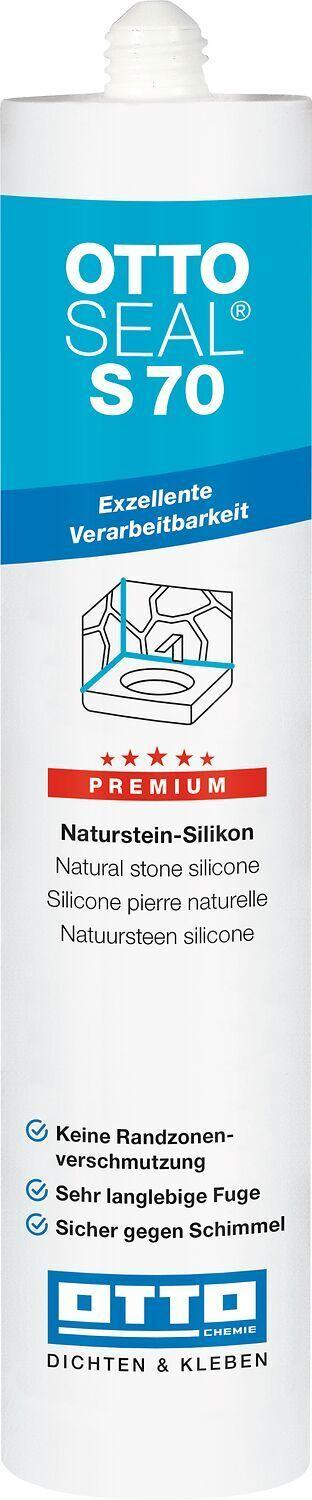 OTTO
SEAL®
S 70
Exzellente
Verarbeitbarkeit
PREMIUM
Naturstein-Silikon
Natural stone silicone
Silicone pierre naturelle
Natuursteen silicone
Keine Randzonen-
verschmutzung
Sehr langlebige Fuge
Sicher gegen Schimmel
OTTO
CHEMIE
DICHTEN & KLEBEN